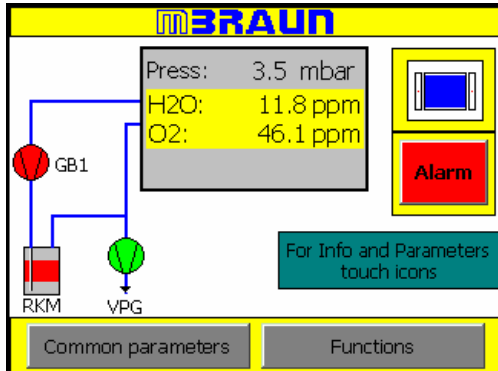 MBRAUN
Press: 3.5 mbar
H2O: 11.8 ppm
O2: 46.1 ppm
GB1
Alarm
For Info and Parameters
touch icons
RKM
VPG
Common parameters
Functions